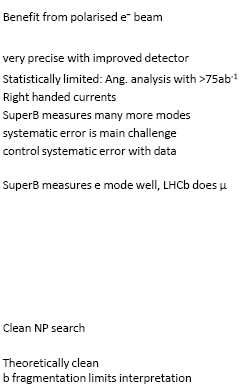 Benefit from polarised e⁻ beam
very precise with improved detector
Statistically limited: Ang. analysis with >75ab⁻¹
Right handed currents
SuperB measures many more modes
systematic error is main challenge
control systematic error with data
SuperB measures e mode well, LHCb does μ
Clean NP search
Theoretically clean
b fragmentation limits interpretation